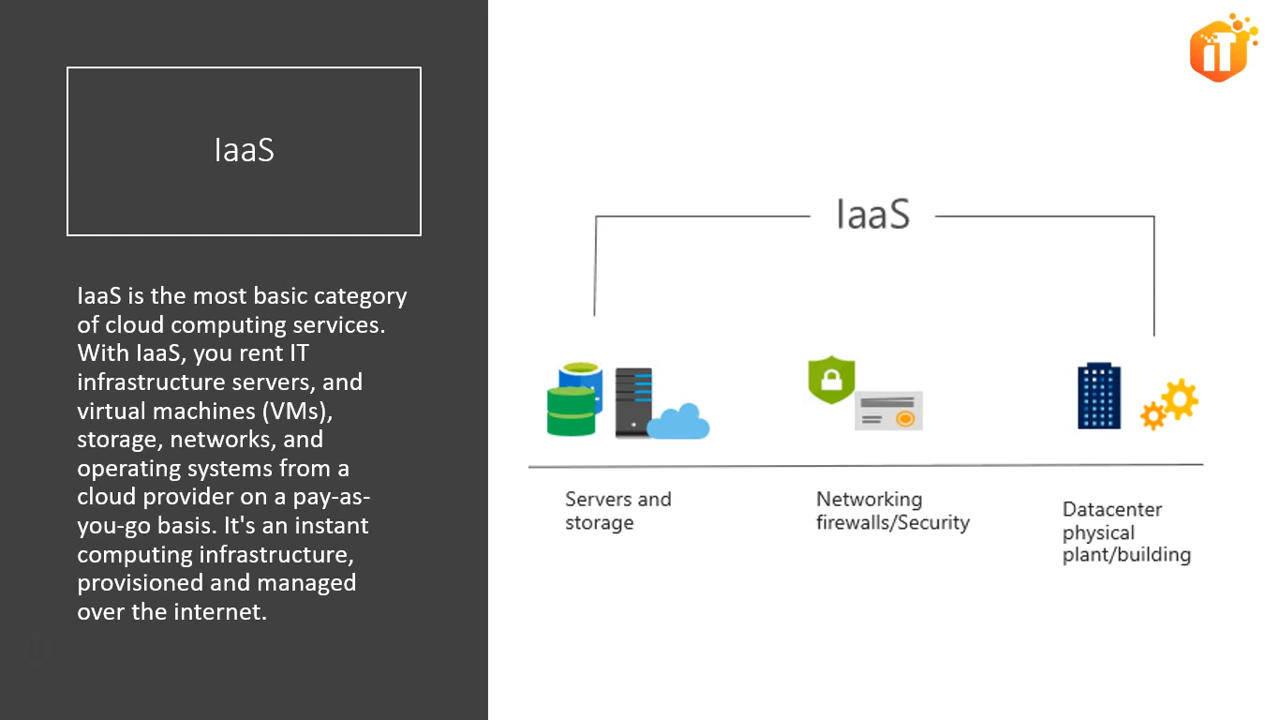 IaaS
IaaS is the most basic category
of cloud computing services.
With IaaS, you rent IT
infrastructure servers, and
virtual machines (VMs),
storage, networks, and
operating systems from a
cloud provider on a pay-as-
you-go basis. It's an instant
computing infrastructure,
provisioned and managed
over the internet.
iT
IaaS
Servers and
storage
Networking
firewalls/Security
Datacenter
physical
plant/building